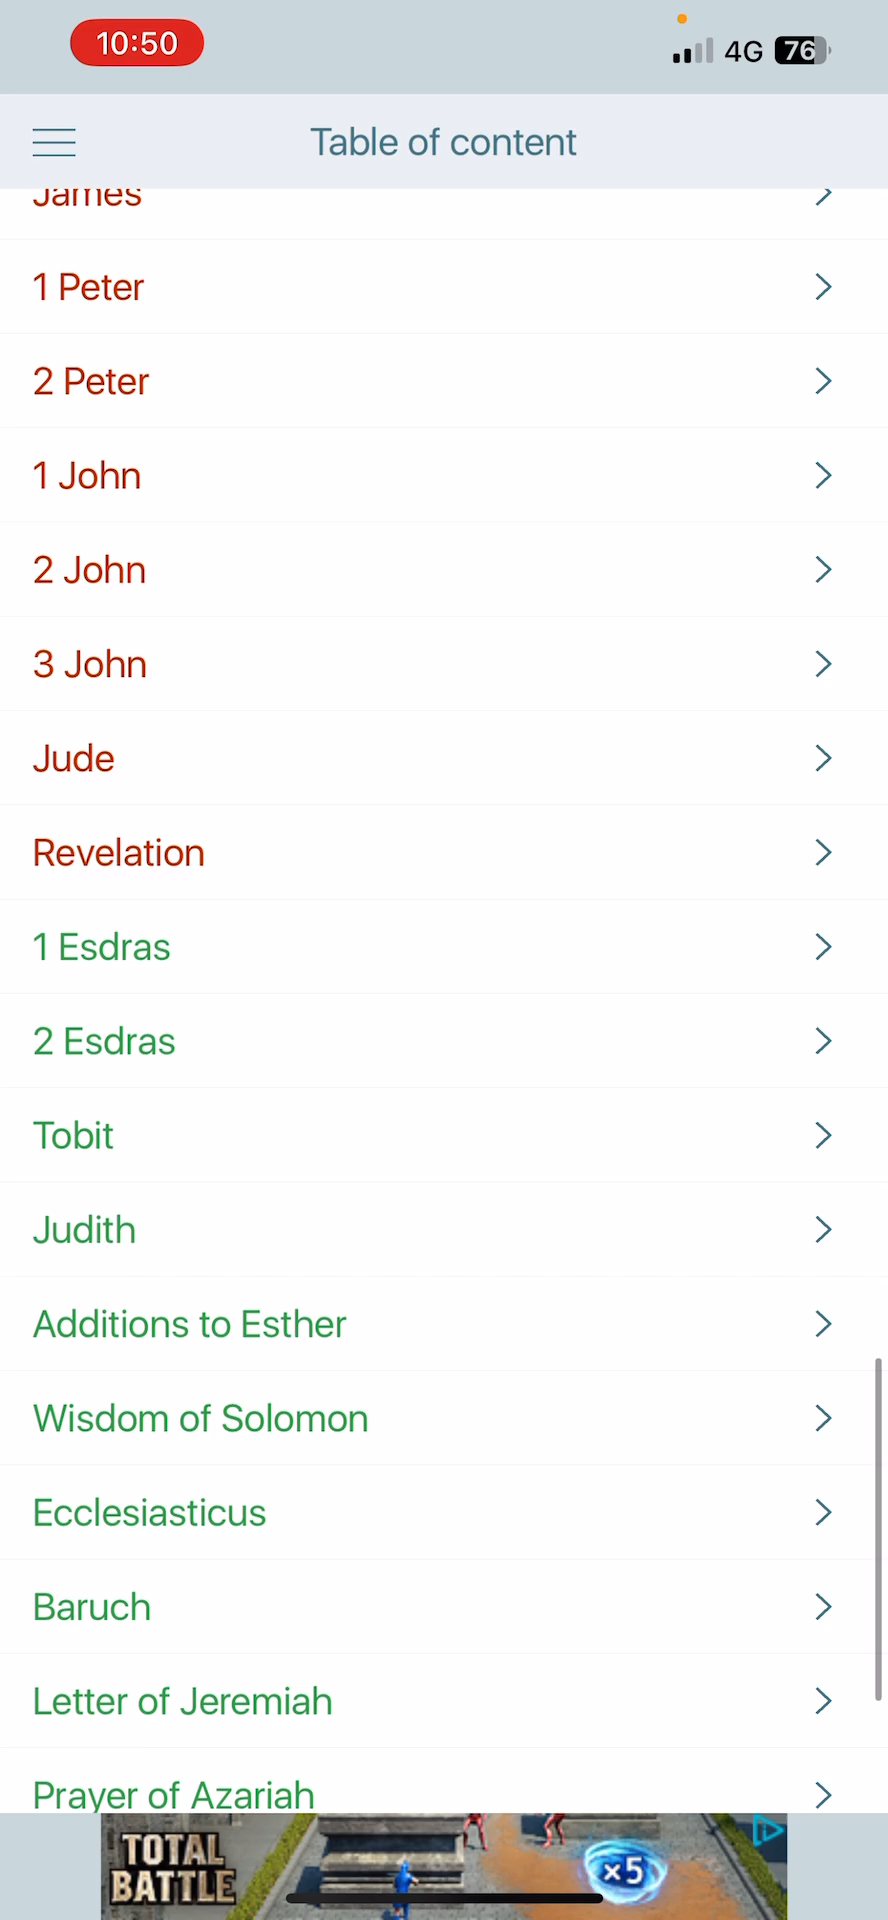 10:50
4G 76
Table of content
James
1 Peter
2 Peter
1 John
2 John
3 John
Jude
Revelation
1 Esdras
2 Esdras
Tobit
Judith
Additions to Esther
Wisdom of Solomon
Ecclesiasticus
Baruch
Letter of Jeremiah
Prayer of Azariah
TOTAL
BATTLE
x5